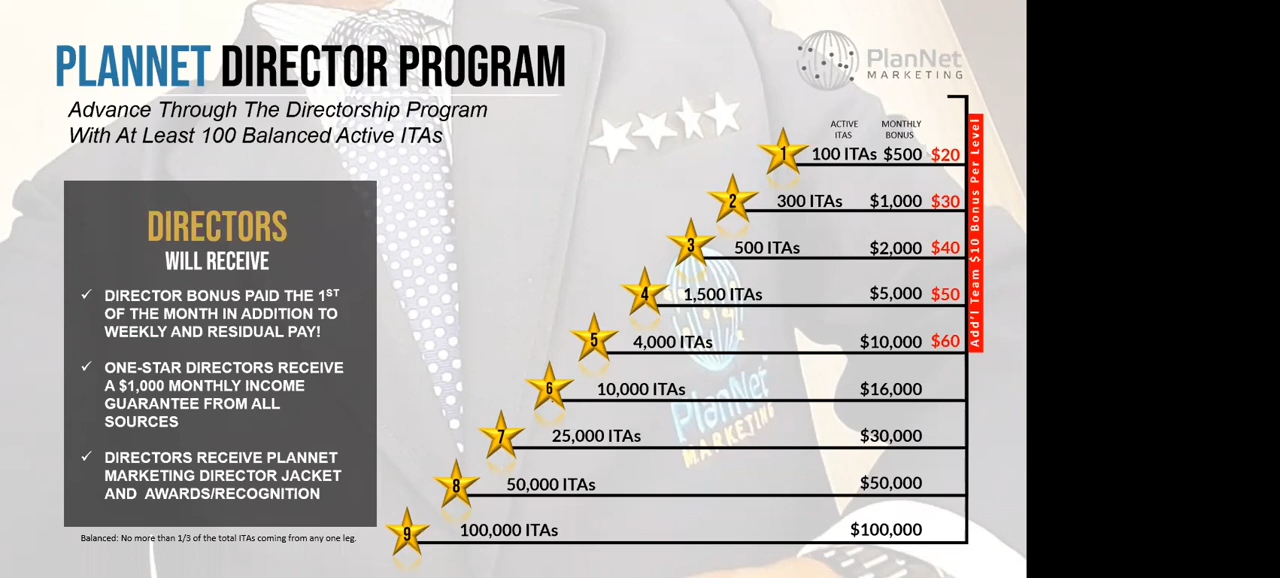 PLANNET DIRECTOR PROGRAM
Advance Through The Directorship Program
With At Least 100 Balanced Active ITAs
PlanNet
MARKETING
DIRECTORS
WILL RECEIVE
✓ DIRECTOR BONUS PAID THE 1ST
OF THE MONTH IN ADDITION TO
WEEKLY AND RESIDUAL PAY!
✓ ONE-STAR DIRECTORS RECEIVE
A $1,000 MONTHLY INCOME
GUARANTEE FROM ALL
SOURCES
✓ DIRECTORS RECEIVE PLANNET
MARKETING DIRECTOR JACKET
AND AWARDS/RECOGNITION
Balanced: No more than 1/3 of the total ITAs coming from any one leg.
ACTIVE MONTHLY
ITAS BONUS
1 100 ITAs $500 $20
2 300 ITAs $1,000 $30
3 500 ITAs $2,000 $40
4 1,500 ITAs $5,000 $50
5 4,000 ITAs $10,000 $60
6 10,000 ITAs $16,000
7 25,000 ITAs $30,000
8 50,000 ITAs $50,000
9 100,000 ITAs $100,000
Add'l Team $10 Bonus Per Level
PlanNet
MARKETING